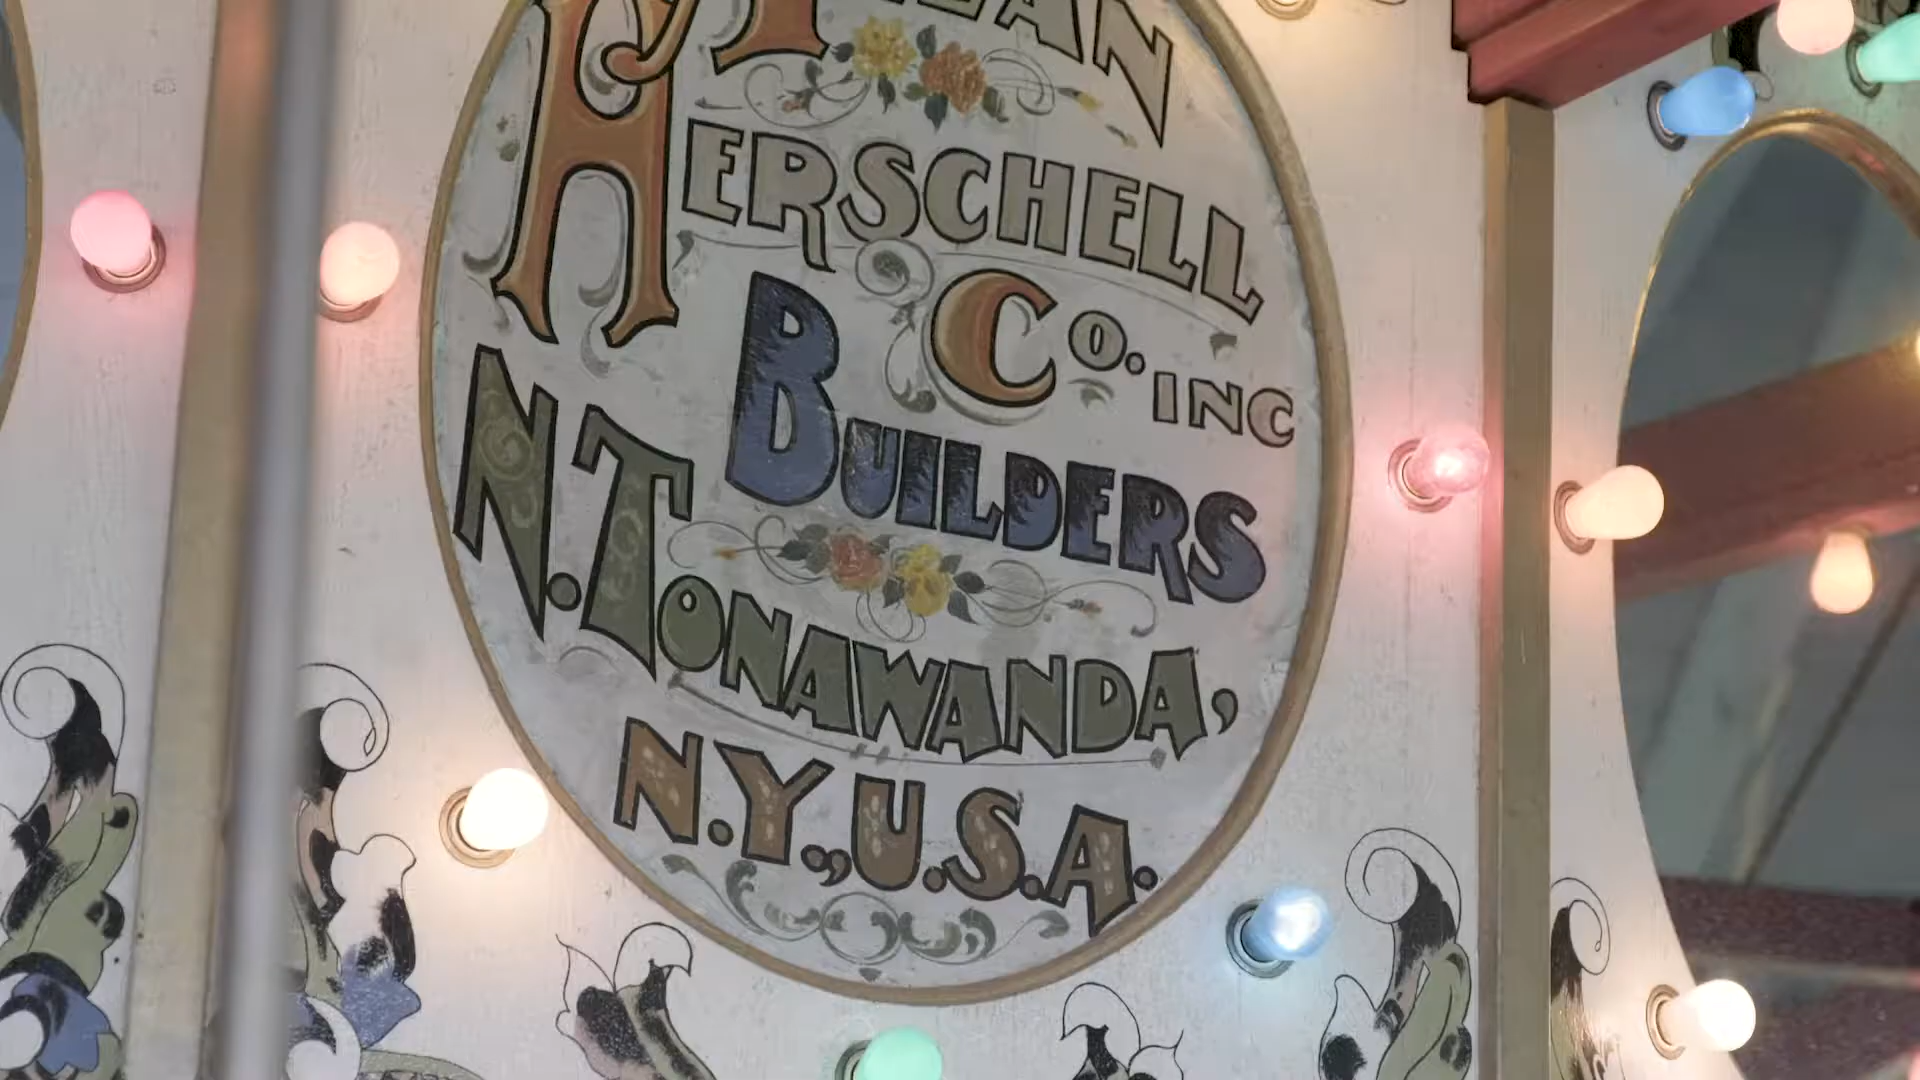 HERSCHELL
CO. INC
BUILDERS
N. TONAWANDA,
N.Y., U.S.A.